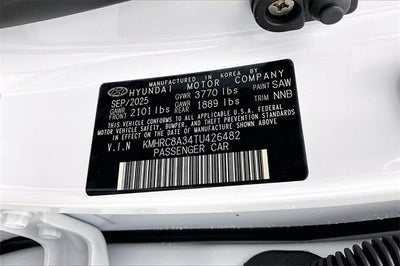 MANUFACTURED IN KOREA BY
HYUNDAI MOTOR COMPANY
SEP/2025 GVWR 3770 lbs PAINT SAW
GAWR FRONT 2101 lbs GAWR REAR 1889 lbs TRIM NNB
THIS VEHICLE CONFORMS TO ALL APPLICABLE U.S.A. FEDERAL
MOTOR VEHICLE SAFETY, BUMPER, AND THEFT PREVENTION
STANDARDS IN EFFECT ON THE DATE OF MANUFACTURE SHOWN ABOVE.
V.I.N KMHRC8A34TU426482
PASSENGER CAR